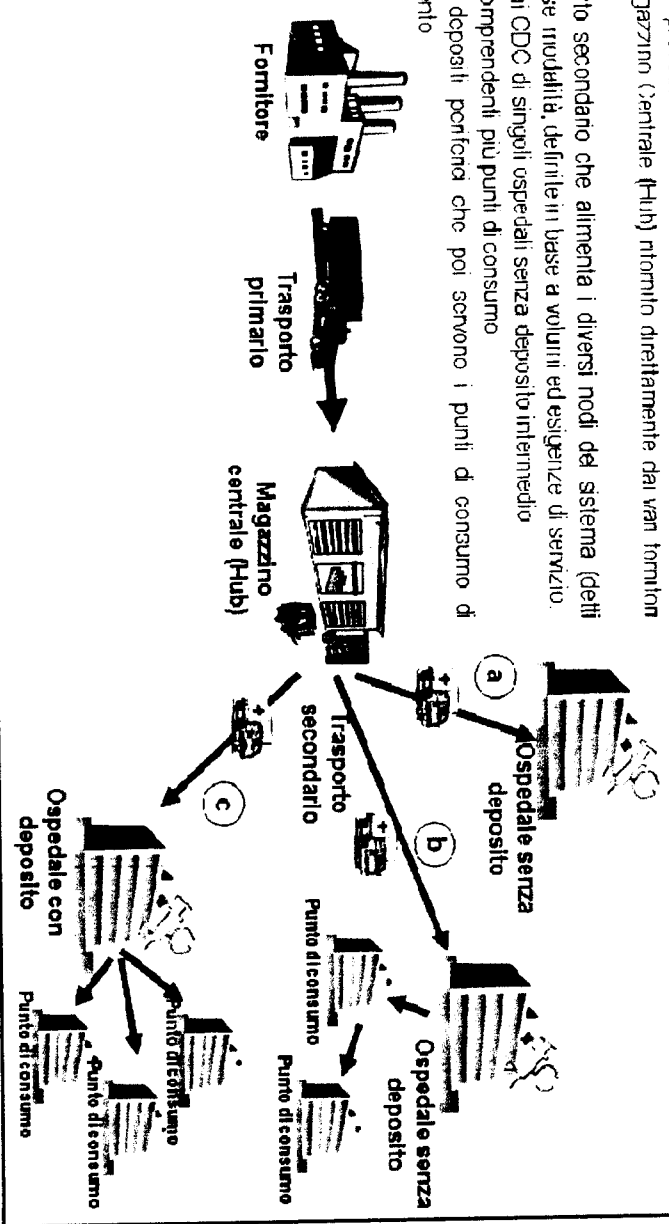 gazzino Centrale (Hub) rifornito direttamente dai vari fornitori
to secondario che alimenta i diversi nodi del sistema (detti
se modalità, definite in base a volumi ed esigenze di servizio.
ai CDC di singoli ospedali senza deposito intermedio
omprendenti più punti di consumo
depositi periferici che poi servono i punti di consumo di
nto
Fornitore
Trasporto
primario
Magazzino
centrale (Hub)
Trasporto
secondario
a
b
c
Ospedale senza
deposito
Ospedale senza
deposito
Punto di consumo
Punto di consumo
Ospedale con
deposito
Punto di consumo
Punto di consumo
Punto di consumo